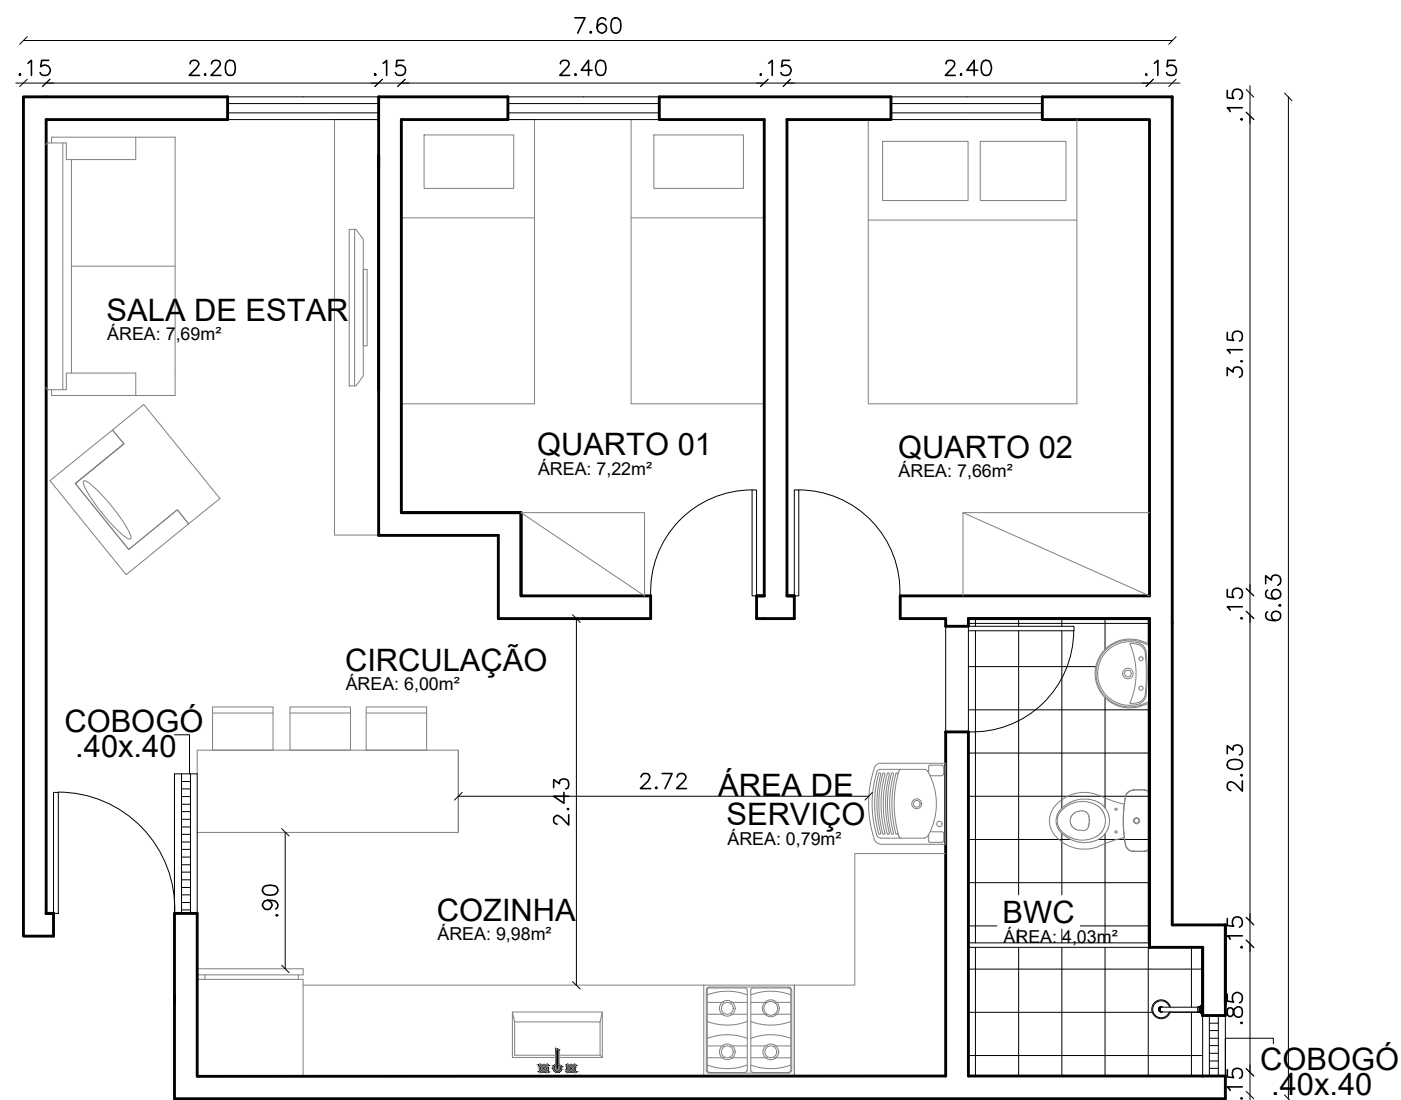 7.60
.15 2.20 .15 2.40 .15 2.40 .15
.15
3.15
SALA DE ESTAR
ÁREA: 7,69m²
QUARTO 01
ÁREA: 7,22m²
QUARTO 02
ÁREA: 7,66m²
.15
6.63
CIRCULAÇÃO
ÁREA: 6,00m²
COBOGÓ
.40x.40
2.43
2.72
ÁREA DE
SERVIÇO
ÁREA: 0,79m²
2.03
.90
COZINHA
ÁREA: 9,98m²
BWC
ÁREA: 4,03m²
.15
.85
COBOGÓ
.40x.40
.15